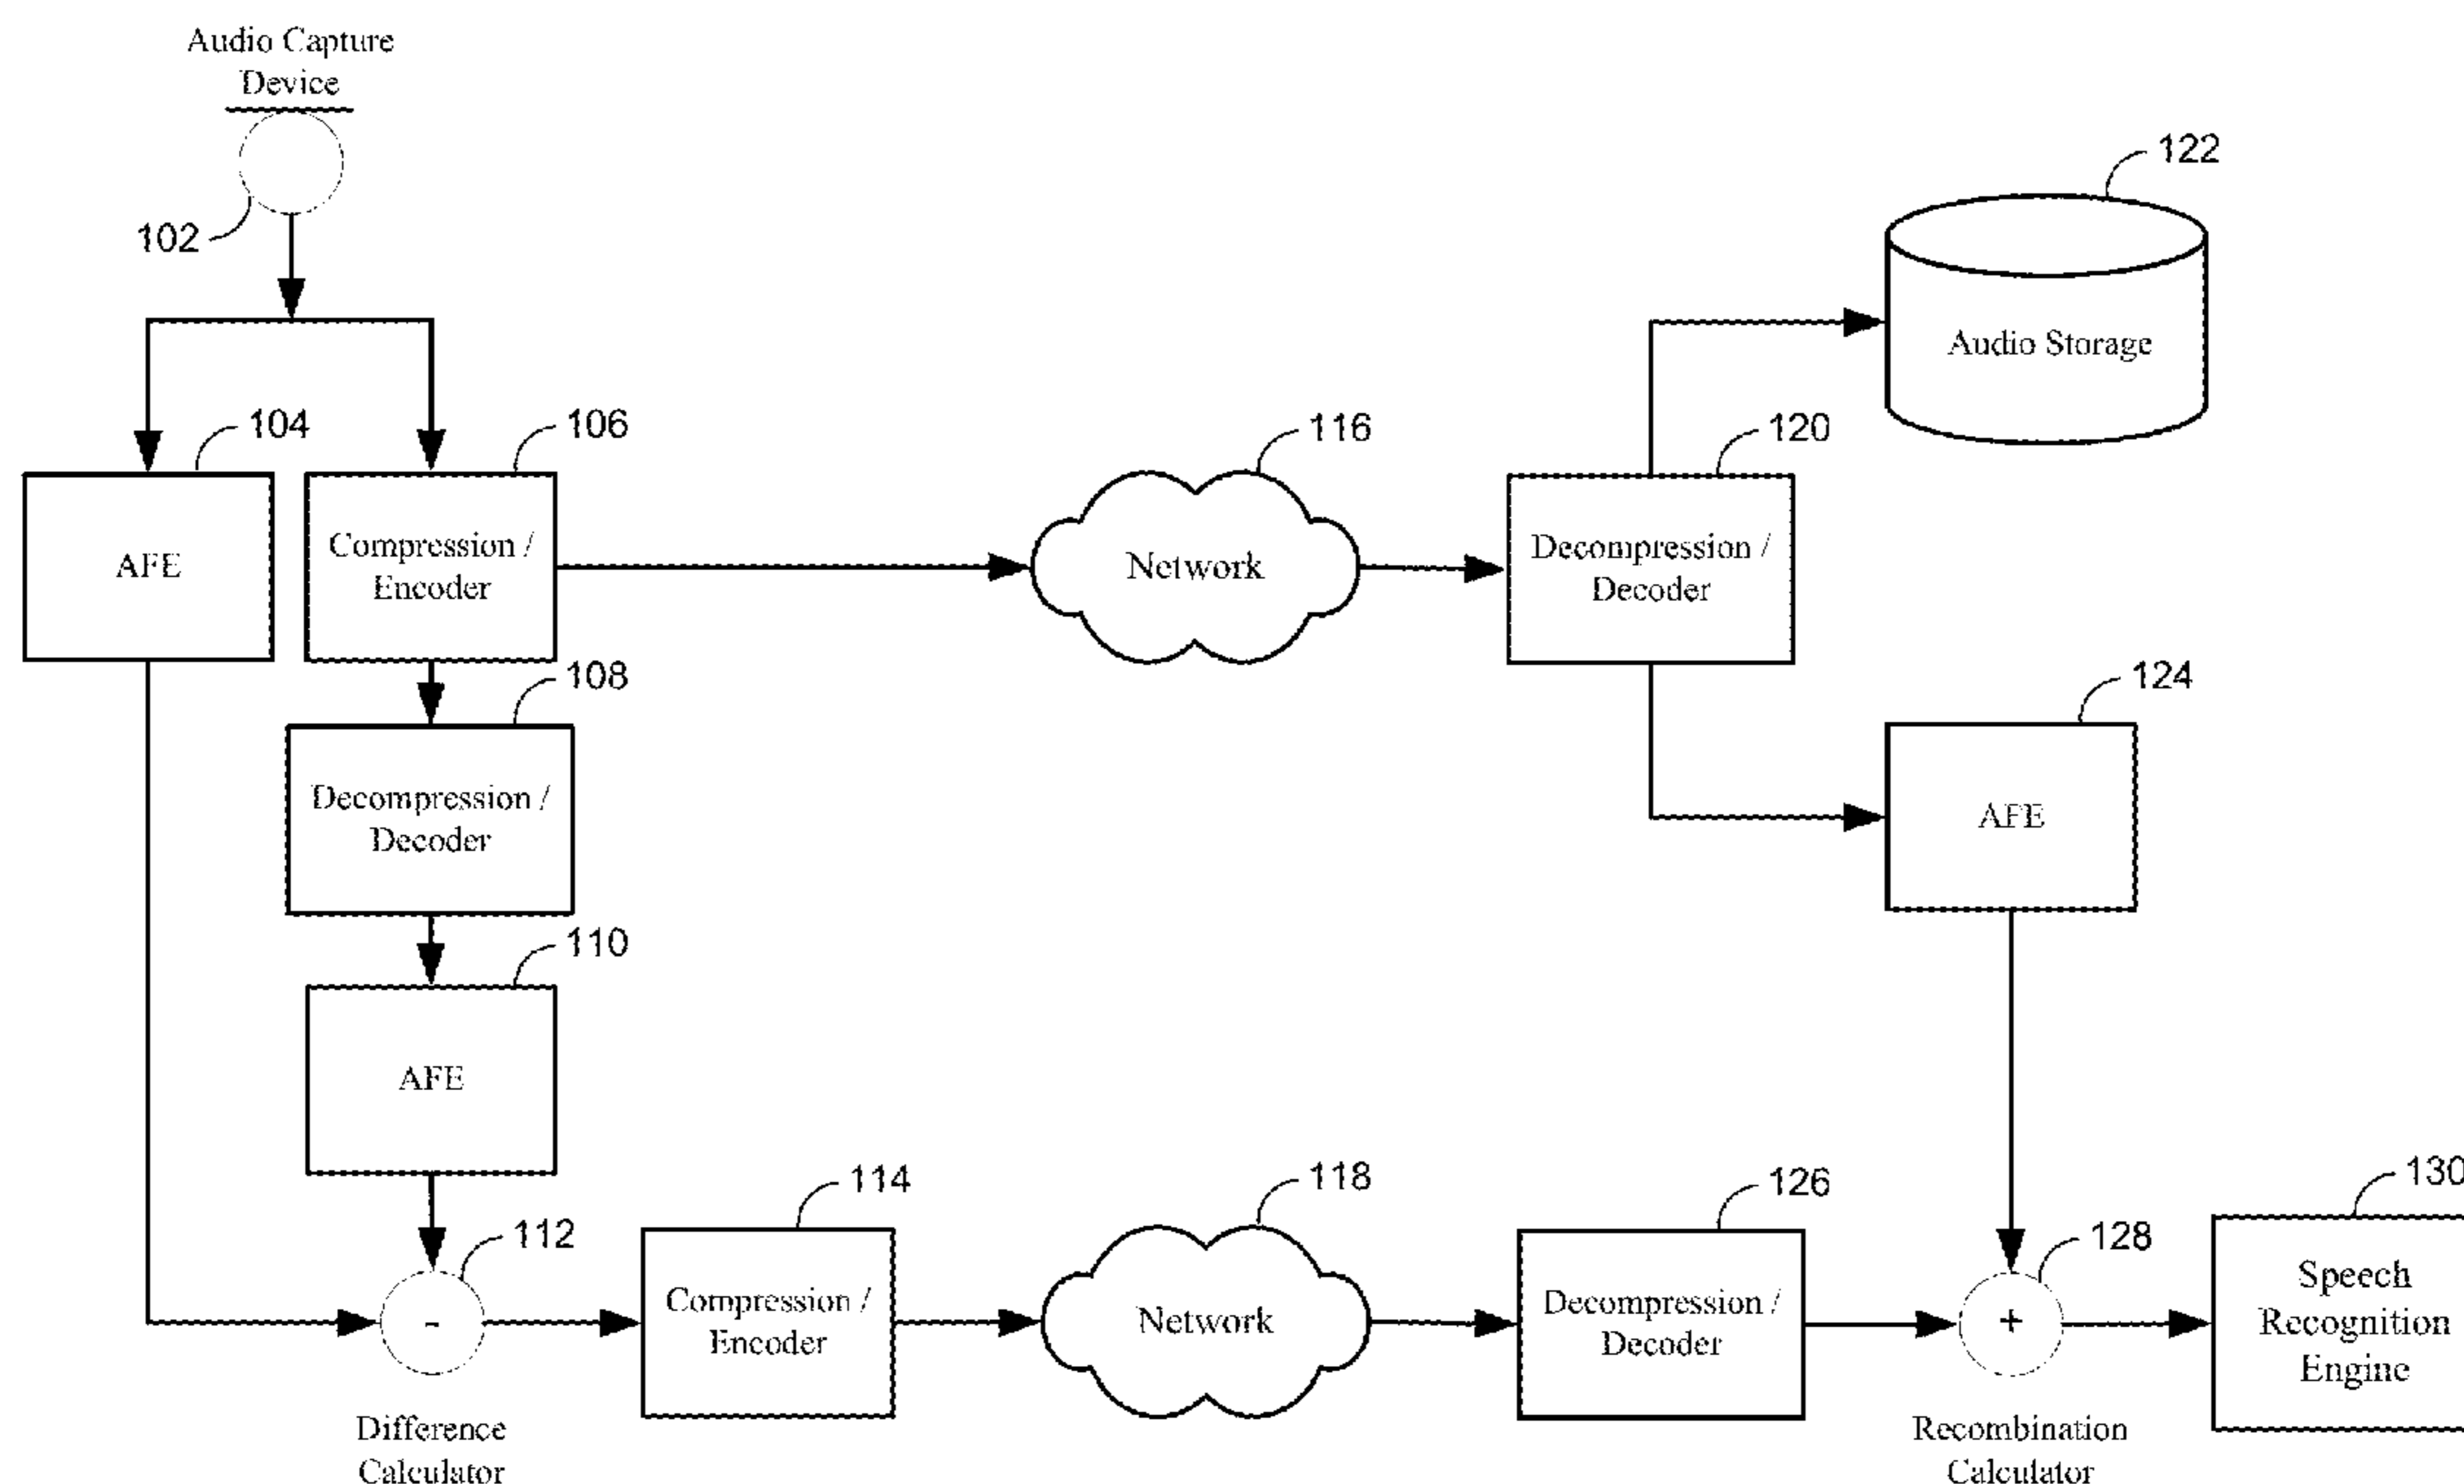 Audio Capture
Device
102
122
Audio Storage
104
106
116
120
AFE
Compression /
Encoder
Network
Decompression /
Decoder
108
124
Decompression /
Decoder
AFE
110
AFE
112
114
118
126
128
130
-
Compression /
Encoder
Network
Decompression /
Decoder
+
Speech
Recognition
Engine
Difference
Calculator
Recombination
Calculator